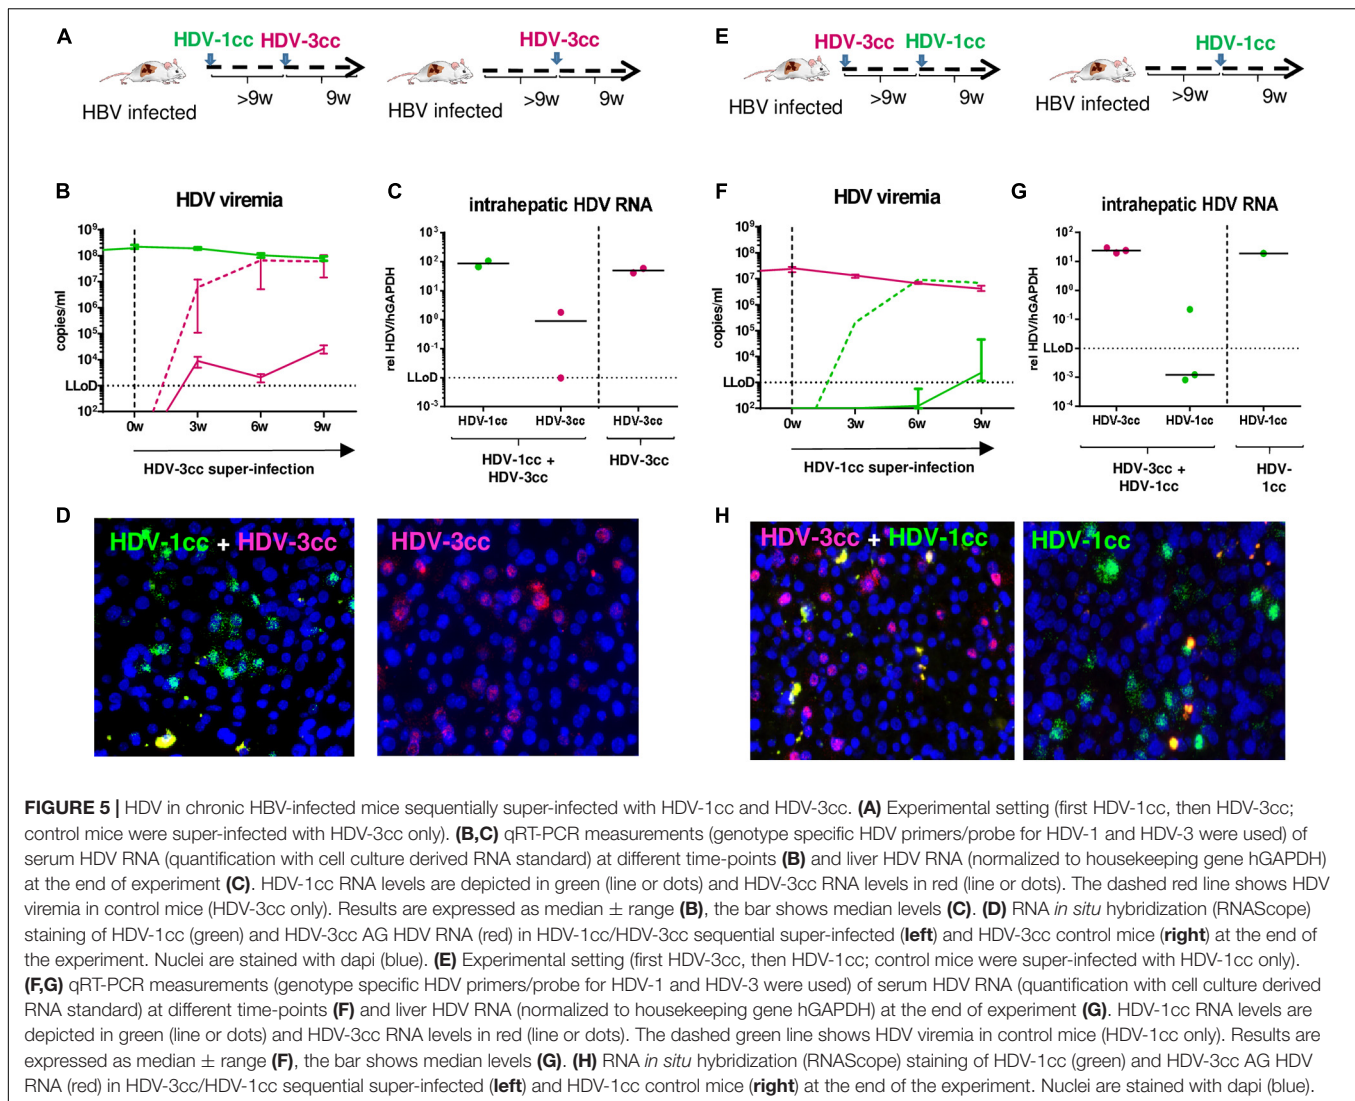 A
HDV-1cc HDV-3cc
HBV infected
>9w 9w
HDV-3cc
HBV infected
>9w 9w
E
HDV-3cc HDV-1cc
HBV infected
>9w 9w
HDV-1cc
HBV infected
>9w 9w
B
HDV viremia
copies/ml
10⁹
10⁸
10⁷
10⁶
10⁵
10⁴
LLoD
10²
0w 3w 6w 9w
HDV-3cc super-infection
C
intrahepatic HDV RNA
rel HDV/hGAPDH
10³
10²
10¹
10⁰
10⁻¹
LLoD
10⁻³
HDV-1cc HDV-3cc HDV-3cc
HDV-1cc +
HDV-3cc
HDV-3cc
F
HDV viremia
copies/ml
10⁹
10⁸
10⁷
10⁶
10⁵
10⁴
LLoD
10²
0w 3w 6w 9w
HDV-1cc super-infection
G
intrahepatic HDV RNA
rel HDV/hGAPDH
10²
10¹
10⁰
10⁻¹
LLoD
10⁻³
10⁻⁴
HDV-3cc HDV-1cc HDV-1cc
HDV-3cc +
HDV-1cc
HDV-
1cc
D
HDV-1cc + HDV-3cc
HDV-3cc
H
HDV-3cc + HDV-1cc
HDV-1cc
FIGURE 5 | HDV in chronic HBV-infected mice sequentially super-infected with HDV-1cc and HDV-3cc. (A) Experimental setting (first HDV-1cc, then HDV-3cc;
control mice were super-infected with HDV-3cc only). (B,C) qRT-PCR measurements (genotype specific HDV primers/probe for HDV-1 and HDV-3 were used) of
serum HDV RNA (quantification with cell culture derived RNA standard) at different time-points (B) and liver HDV RNA (normalized to housekeeping gene hGAPDH)
at the end of experiment (C). HDV-1cc RNA levels are depicted in green (line or dots) and HDV-3cc RNA levels in red (line or dots). The dashed red line shows HDV
viremia in control mice (HDV-3cc only). Results are expressed as median ± range (B), the bar shows median levels (C). (D) RNA in situ hybridization (RNAScope)
staining of HDV-1cc (green) and HDV-3cc AG HDV RNA (red) in HDV-1cc/HDV-3cc sequential super-infected (left) and HDV-3cc control mice (right) at the end of
the experiment. Nuclei are stained with dapi (blue). (E) Experimental setting (first HDV-3cc, then HDV-1cc; control mice were super-infected with HDV-1cc only).
(F,G) qRT-PCR measurements (genotype specific HDV primers/probe for HDV-1 and HDV-3 were used) of serum HDV RNA (quantification with cell culture derived
RNA standard) at different time-points (F) and liver HDV RNA (normalized to housekeeping gene hGAPDH) at the end of experiment (G). HDV-1cc RNA levels are
depicted in green (line or dots) and HDV-3cc RNA levels in red (line or dots). The dashed green line shows HDV viremia in control mice (HDV-1cc only). Results are
expressed as median ± range (F), the bar shows median levels (G). (H) RNA in situ hybridization (RNAScope) staining of HDV-1cc (green) and HDV-3cc AG HDV
RNA (red) in HDV-3cc/HDV-1cc sequential super-infected (left) and HDV-1cc control mice (right) at the end of the experiment. Nuclei are stained with dapi (blue).